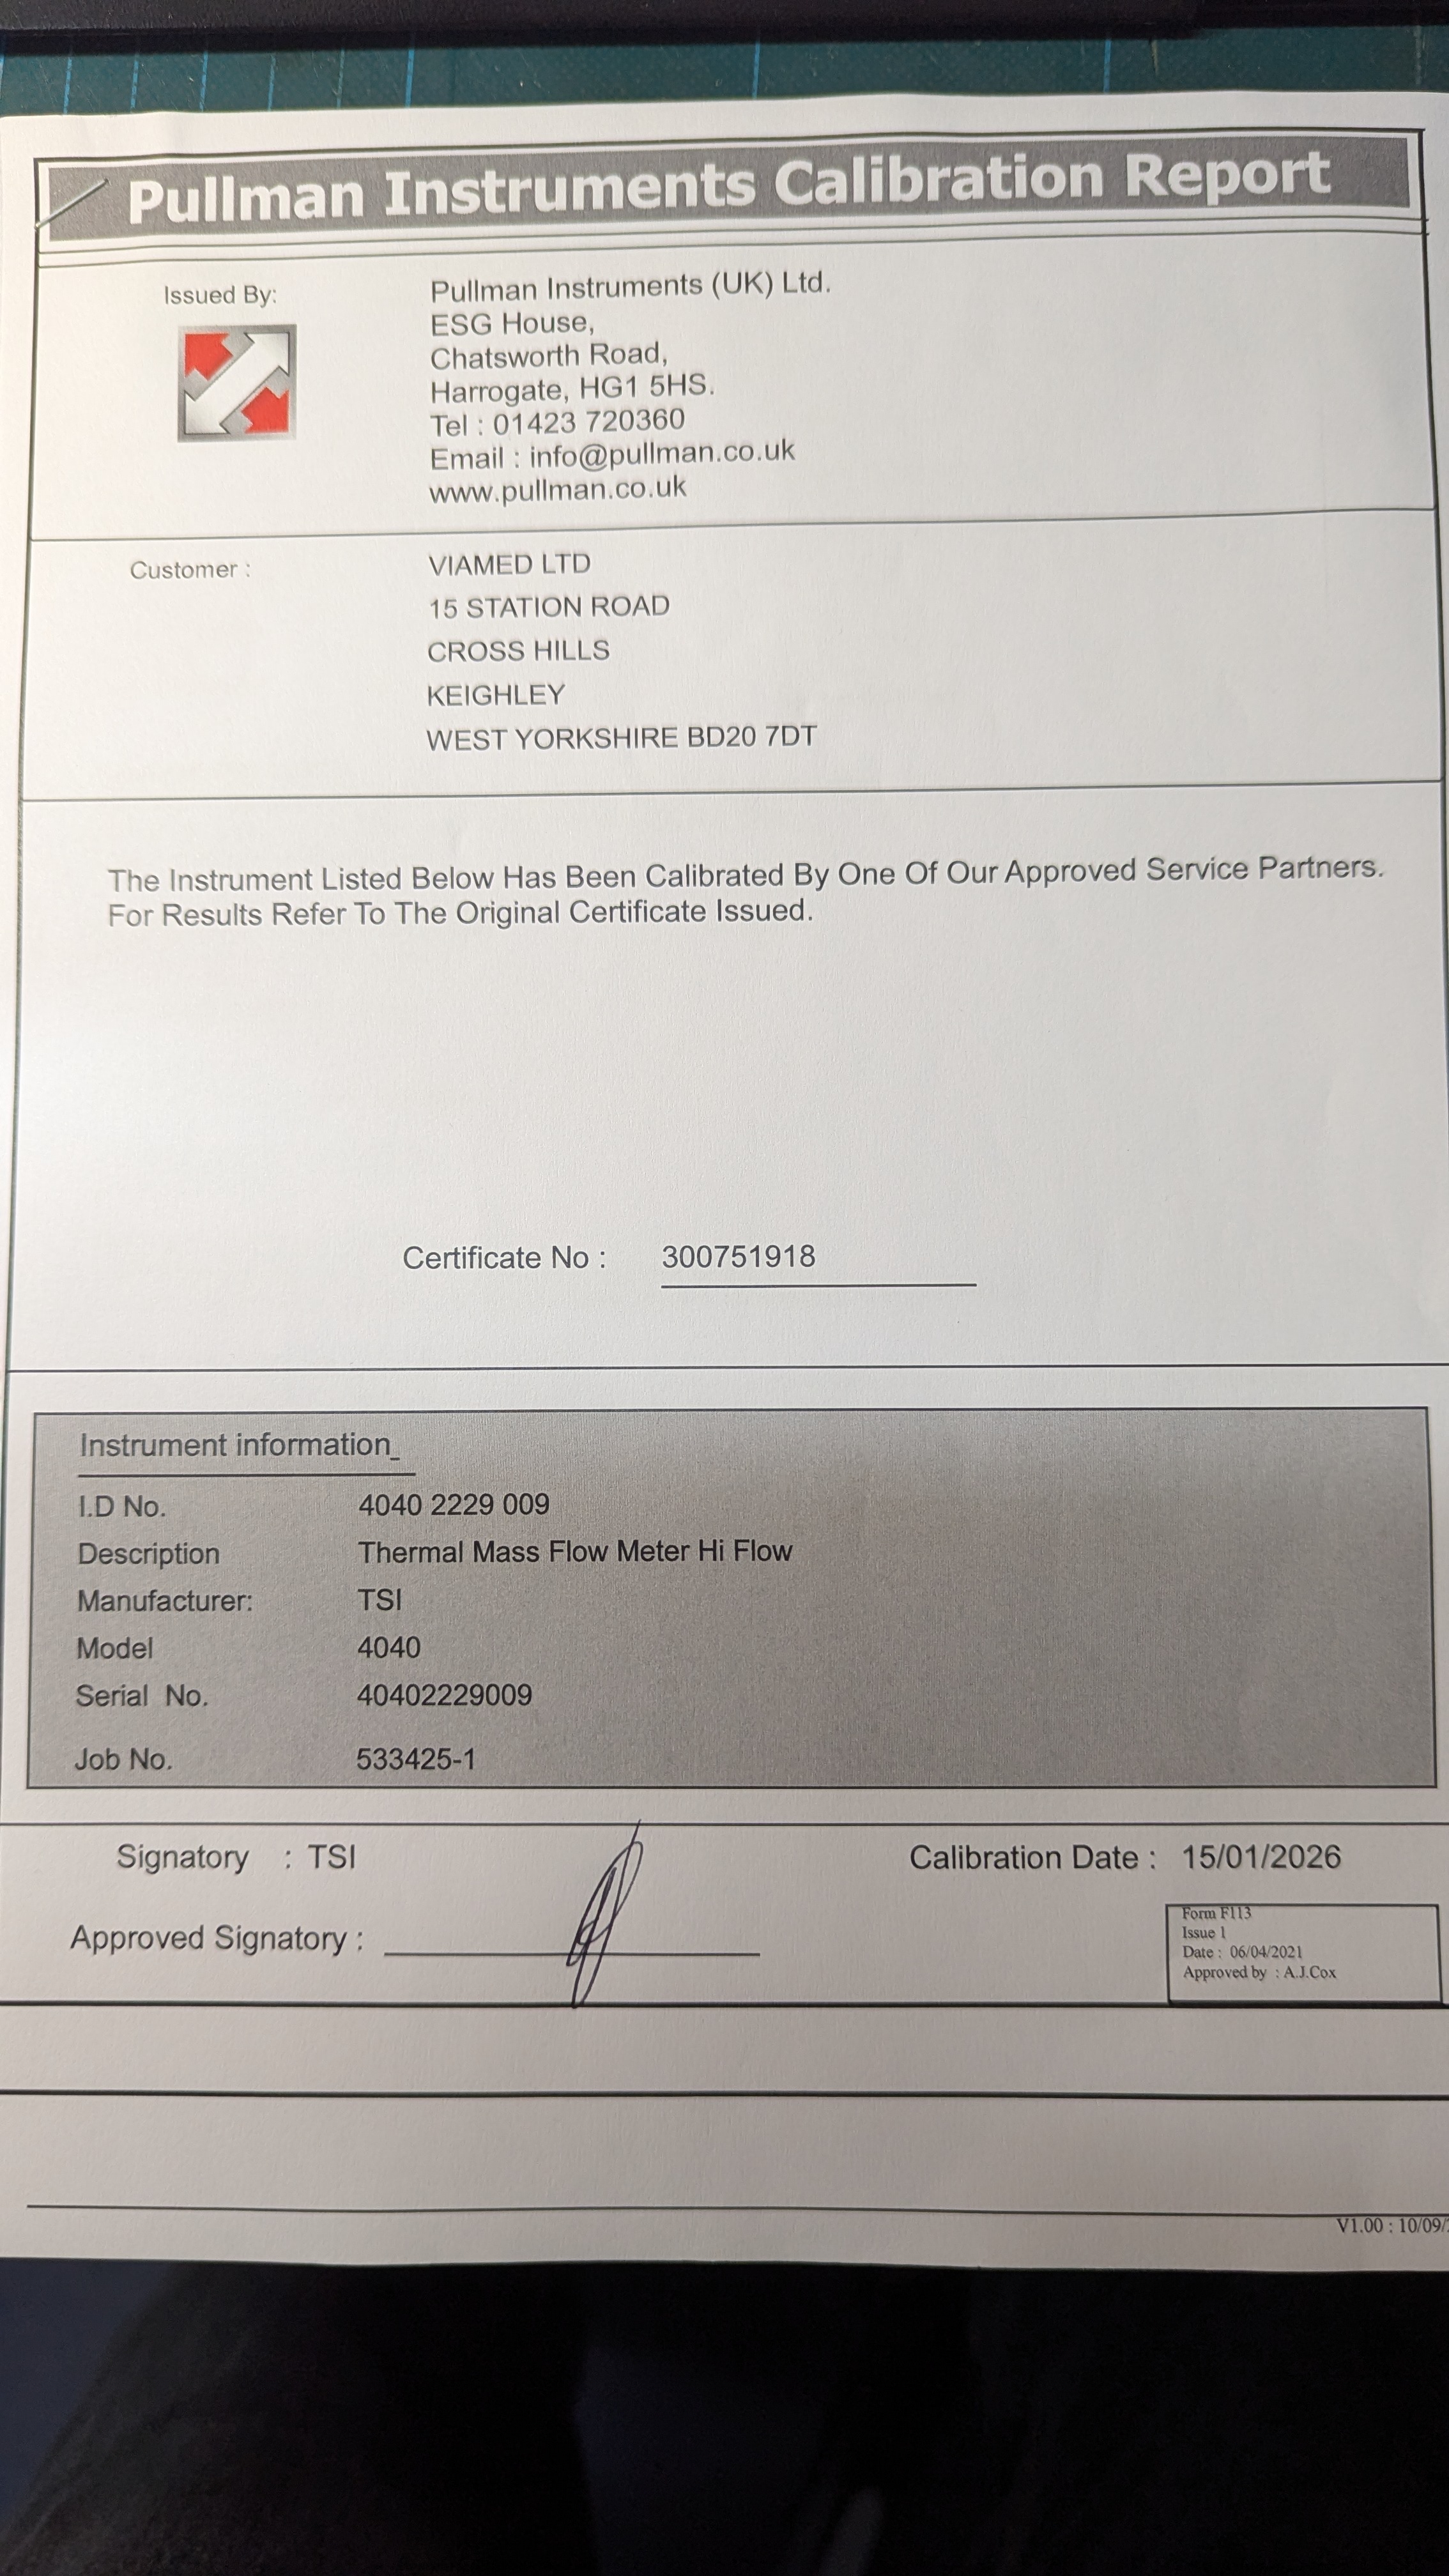 Pullman Instruments Calibration Report
Issued By:
Pullman Instruments (UK) Ltd.
ESG House,
Chatsworth Road,
Harrogate, HG1 5HS.
Tel : 01423 720360
Email : info@pullman.co.uk
www.pullman.co.uk
Customer :
VIAMED LTD
15 STATION ROAD
CROSS HILLS
KEIGHLEY
WEST YORKSHIRE BD20 7DT
The Instrument Listed Below Has Been Calibrated By One Of Our Approved Service Partners.
For Results Refer To The Original Certificate Issued.
Certificate No : 300751918
Instrument information_
I.D No. 4040 2229 009
Description Thermal Mass Flow Meter Hi Flow
Manufacturer: TSI
Model 4040
Serial No. 40402229009
Job No. 533425-1
Signatory : TSI
Calibration Date : 15/01/2026
Approved Signatory :
Form F113
Issue 1
Date : 06/04/2021
Approved by : A.J.Cox
V1.00 : 10/09/